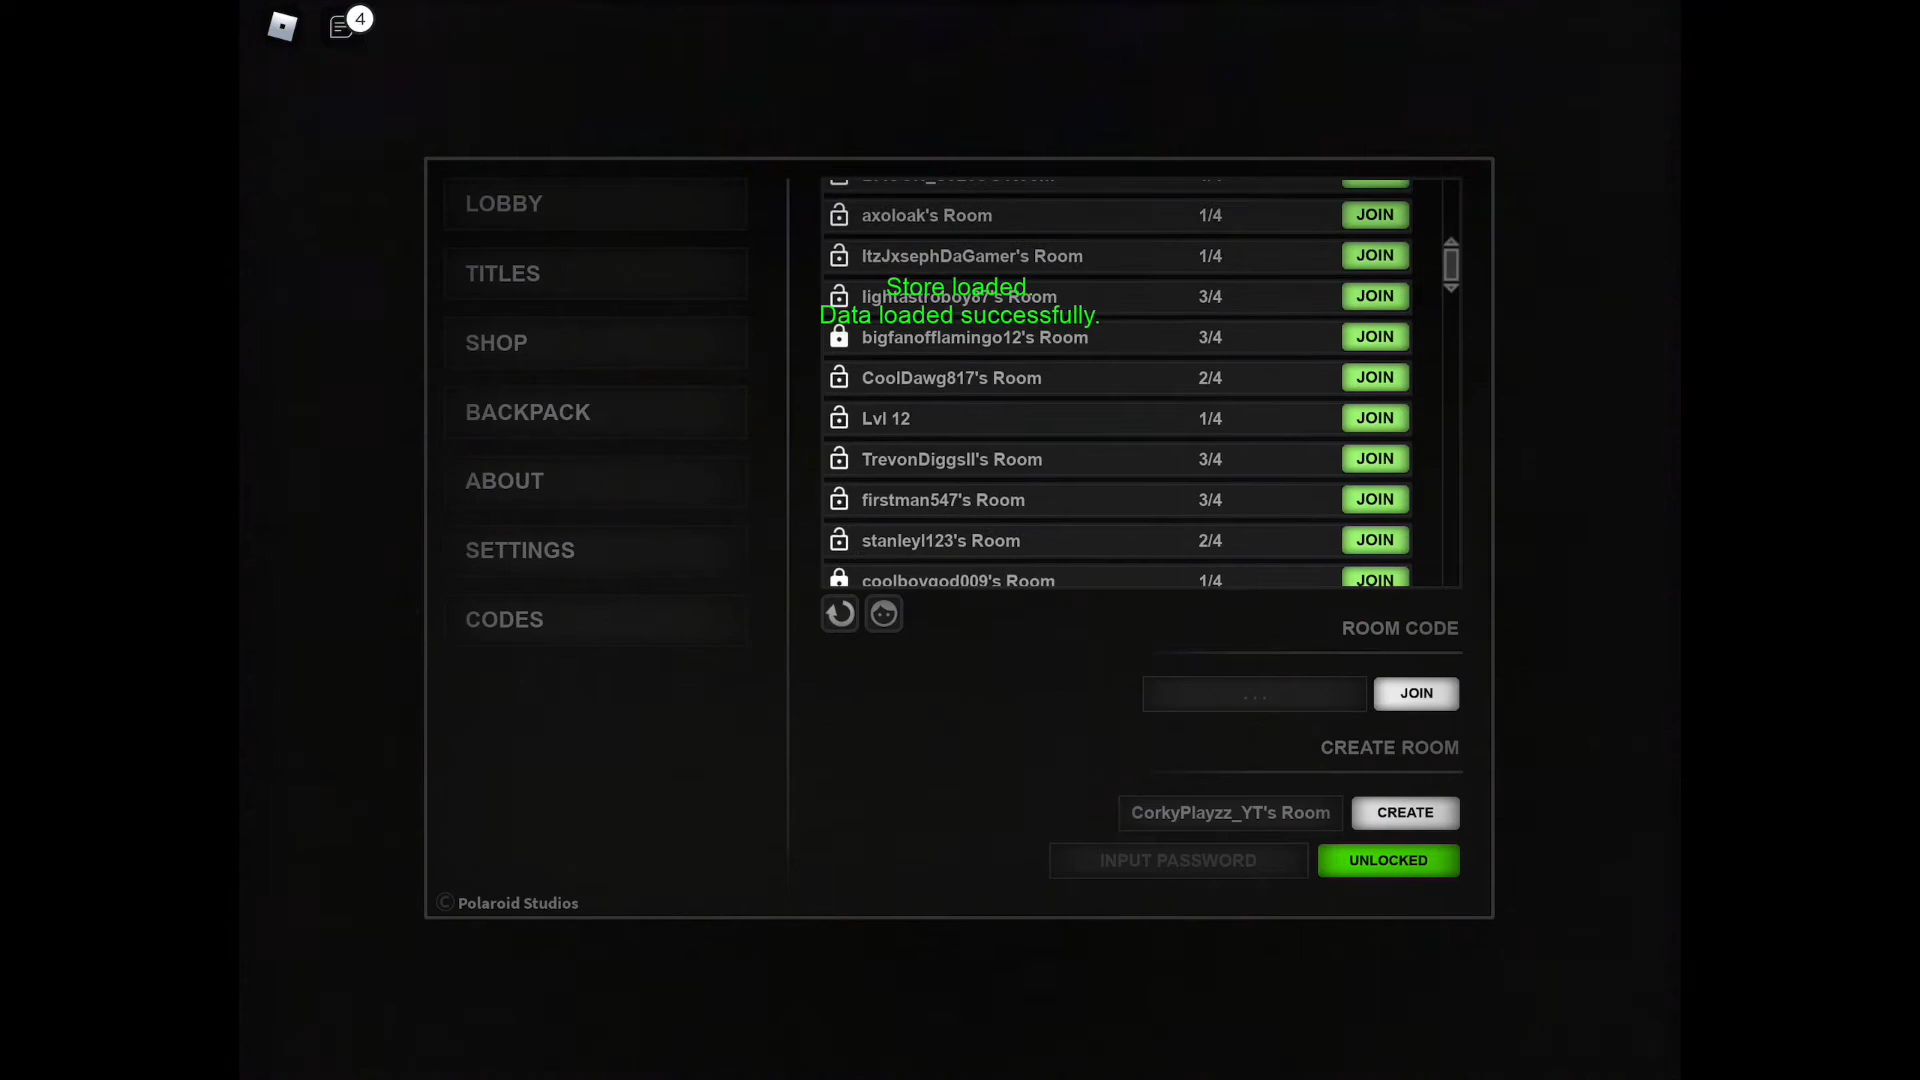 4
LOBBY
TITLES
SHOP
BACKPACK
ABOUT
SETTINGS
CODES
axoloak's Room 1/4 JOIN
ItzJxsephDaGamer's Room 1/4 JOIN
Store loaded.
lightastroboy87's Room 3/4 JOIN
Data loaded successfully.
bigfanofflamingo12's Room 3/4 JOIN
CoolDawg817's Room 2/4 JOIN
Lvl 12 1/4 JOIN
TrevonDiggsII's Room 3/4 JOIN
firstman547's Room 3/4 JOIN
stanleyl123's Room 2/4 JOIN
coolboygod009's Room 1/4 JOIN
ROOM CODE
... JOIN
CREATE ROOM
CorkyPlayzz_YT's Room CREATE
INPUT PASSWORD UNLOCKED
© Polaroid Studios